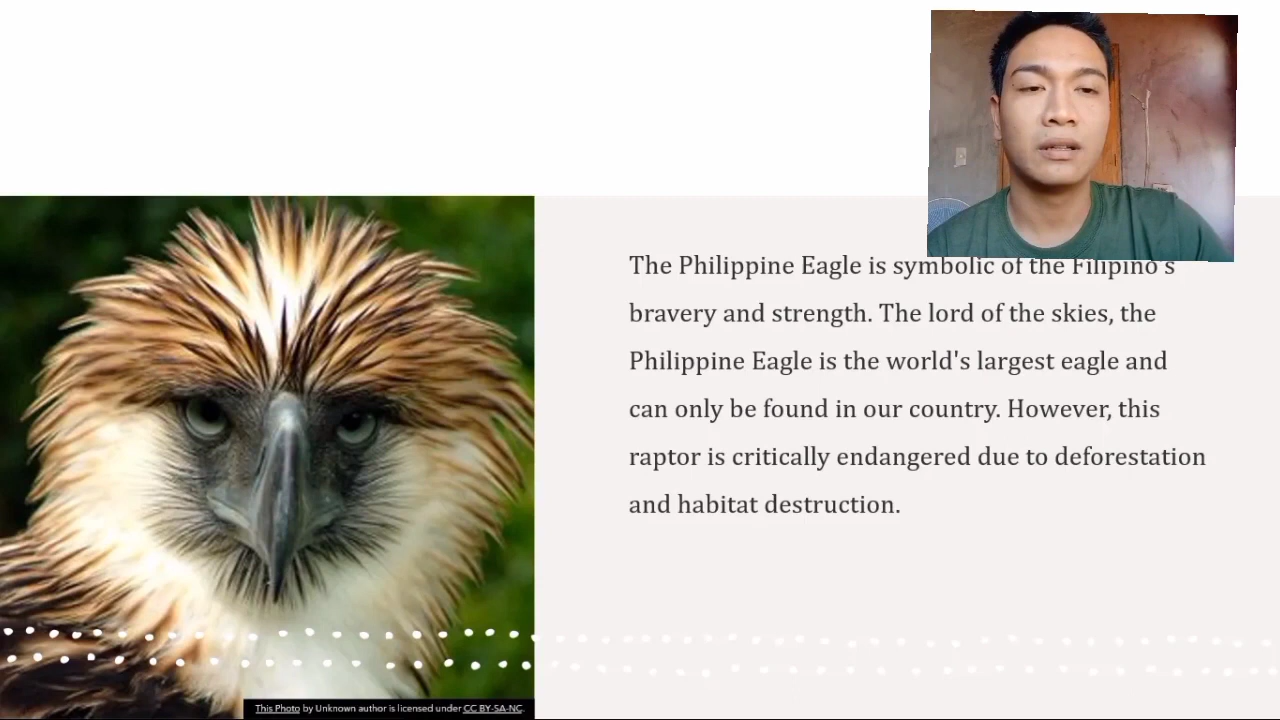 The Philippine Eagle is symbolic of the Filipino's
bravery and strength. The lord of the skies, the
Philippine Eagle is the world's largest eagle and
can only be found in our country. However, this
raptor is critically endangered due to deforestation
and habitat destruction.
This Photo by Unknown author is licensed under CC BY-SA-NC.